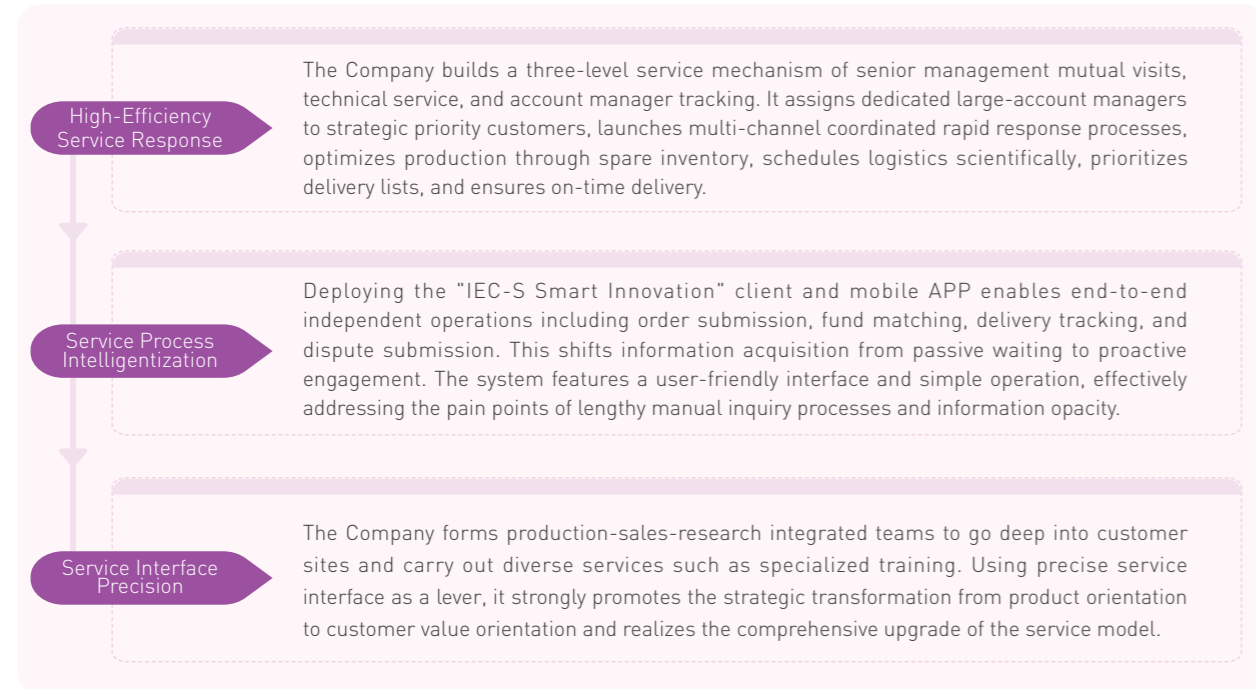 High-Efficiency
Service Response
The Company builds a three-level service mechanism of senior management mutual visits,
technical service, and account manager tracking. It assigns dedicated large-account managers
to strategic priority customers, launches multi-channel coordinated rapid response processes,
optimizes production through spare inventory, schedules logistics scientifically, prioritizes
delivery lists, and ensures on-time delivery.
Service Process
Intelligentization
Deploying the "IEC-S Smart Innovation" client and mobile APP enables end-to-end
independent operations including order submission, fund matching, delivery tracking, and
dispute submission. This shifts information acquisition from passive waiting to proactive
engagement. The system features a user-friendly interface and simple operation, effectively
addressing the pain points of lengthy manual inquiry processes and information opacity.
Service Interface
Precision
The Company forms production-sales-research integrated teams to go deep into customer
sites and carry out diverse services such as specialized training. Using precise service
interface as a lever, it strongly promotes the strategic transformation from product orientation
to customer value orientation and realizes the comprehensive upgrade of the service model.